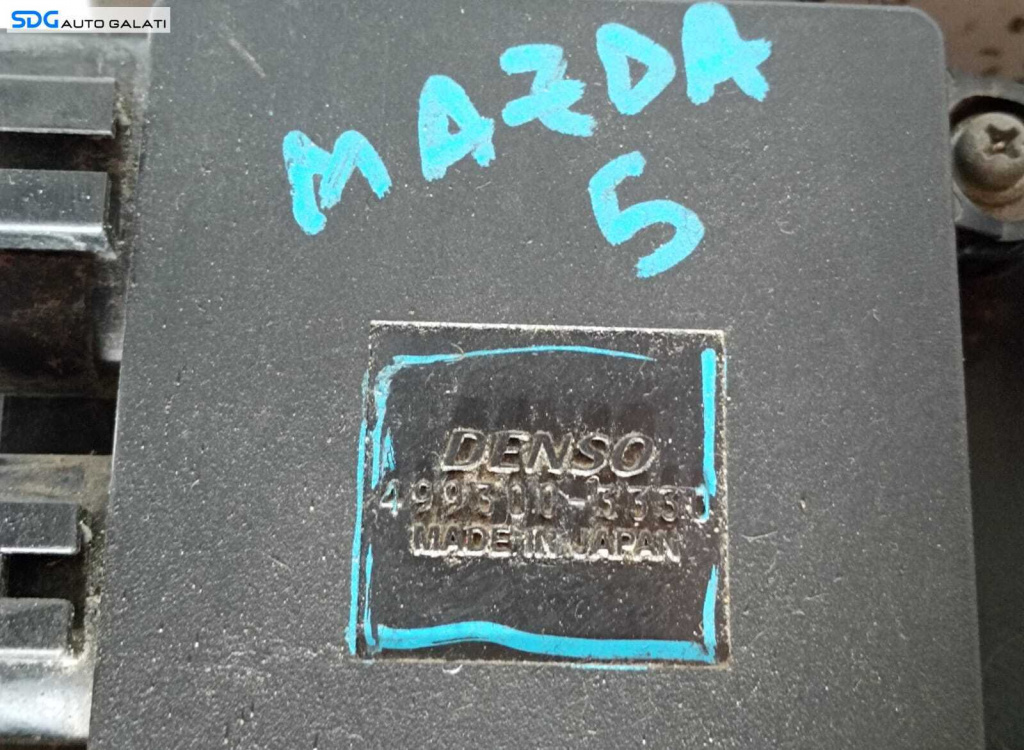 SDG AUTO GALATI
MAZDA
5
DENSO
499300-3330
MADE IN JAPAN